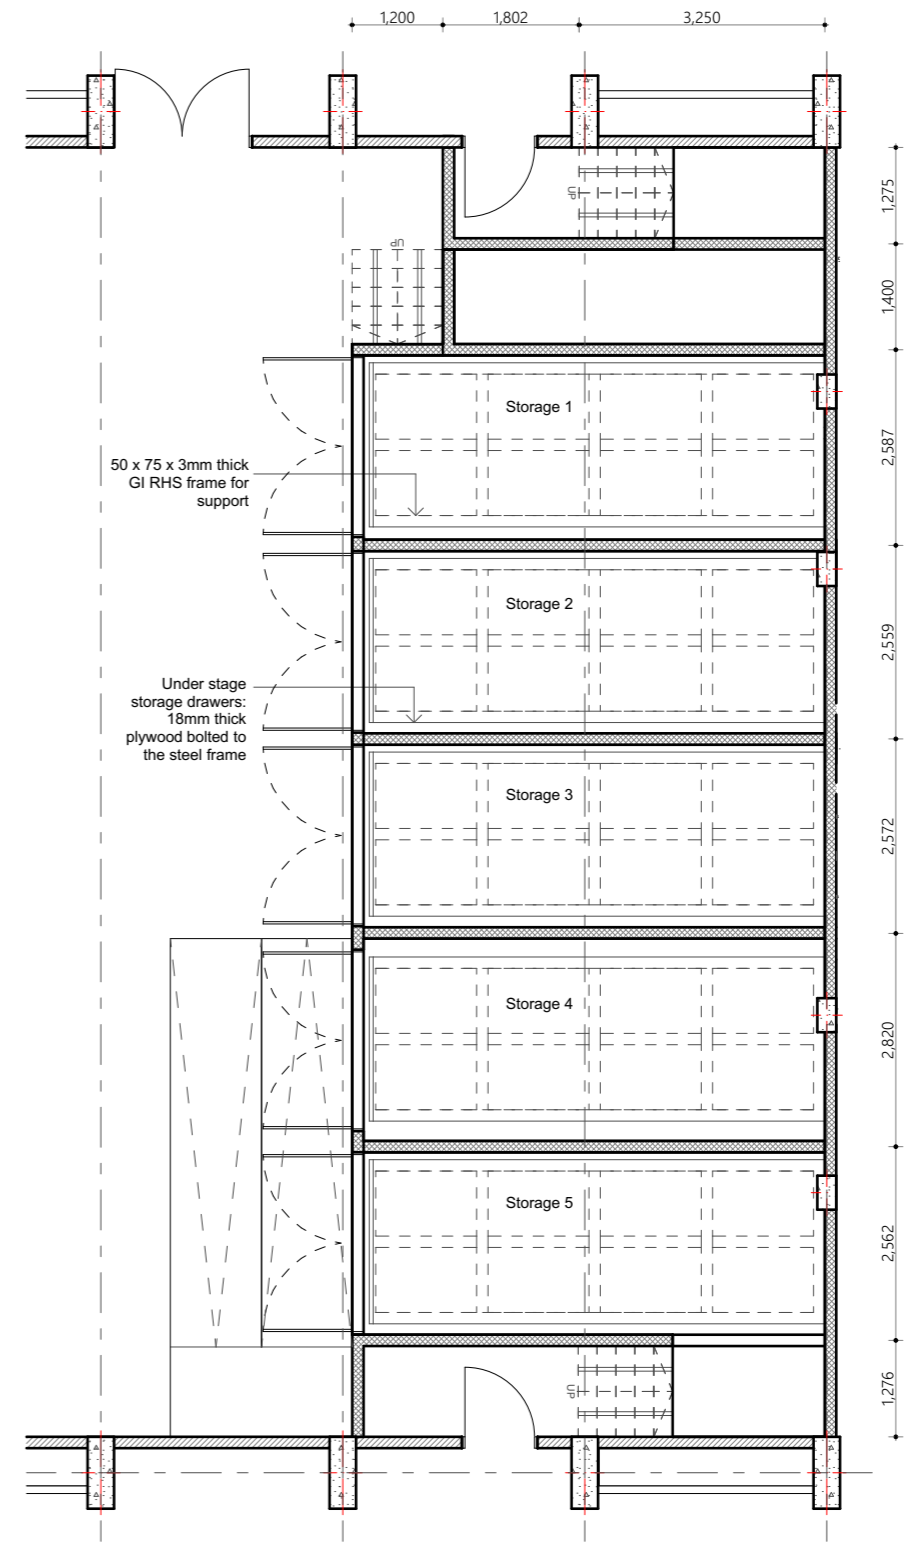 1,200
1,802
3,250
1,275
UP
UP
1,400
Storage 1
2,587
50 x 75 x 3mm thick
GI RHS frame for
support
Storage 2
2,559
Under stage
storage drawers:
18mm thick
plywood bolted to
the steel frame
Storage 3
2,572
Storage 4
2,820
Storage 5
2,562
UP
1,276